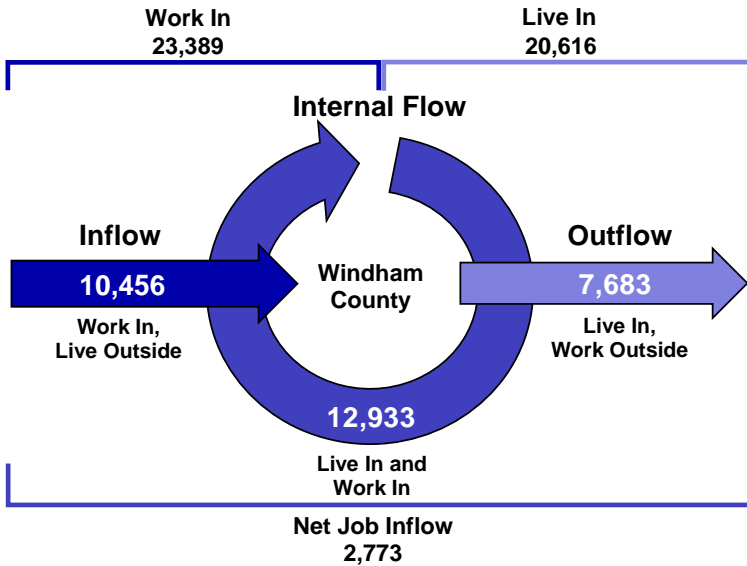 Work In
23,389
Live In
20,616
Internal Flow
Inflow
10,456
Work In,
Live Outside
Windham
County
Outflow
7,683
Live In,
Work Outside
12,933
Live In and
Work In
Net Job Inflow
2,773